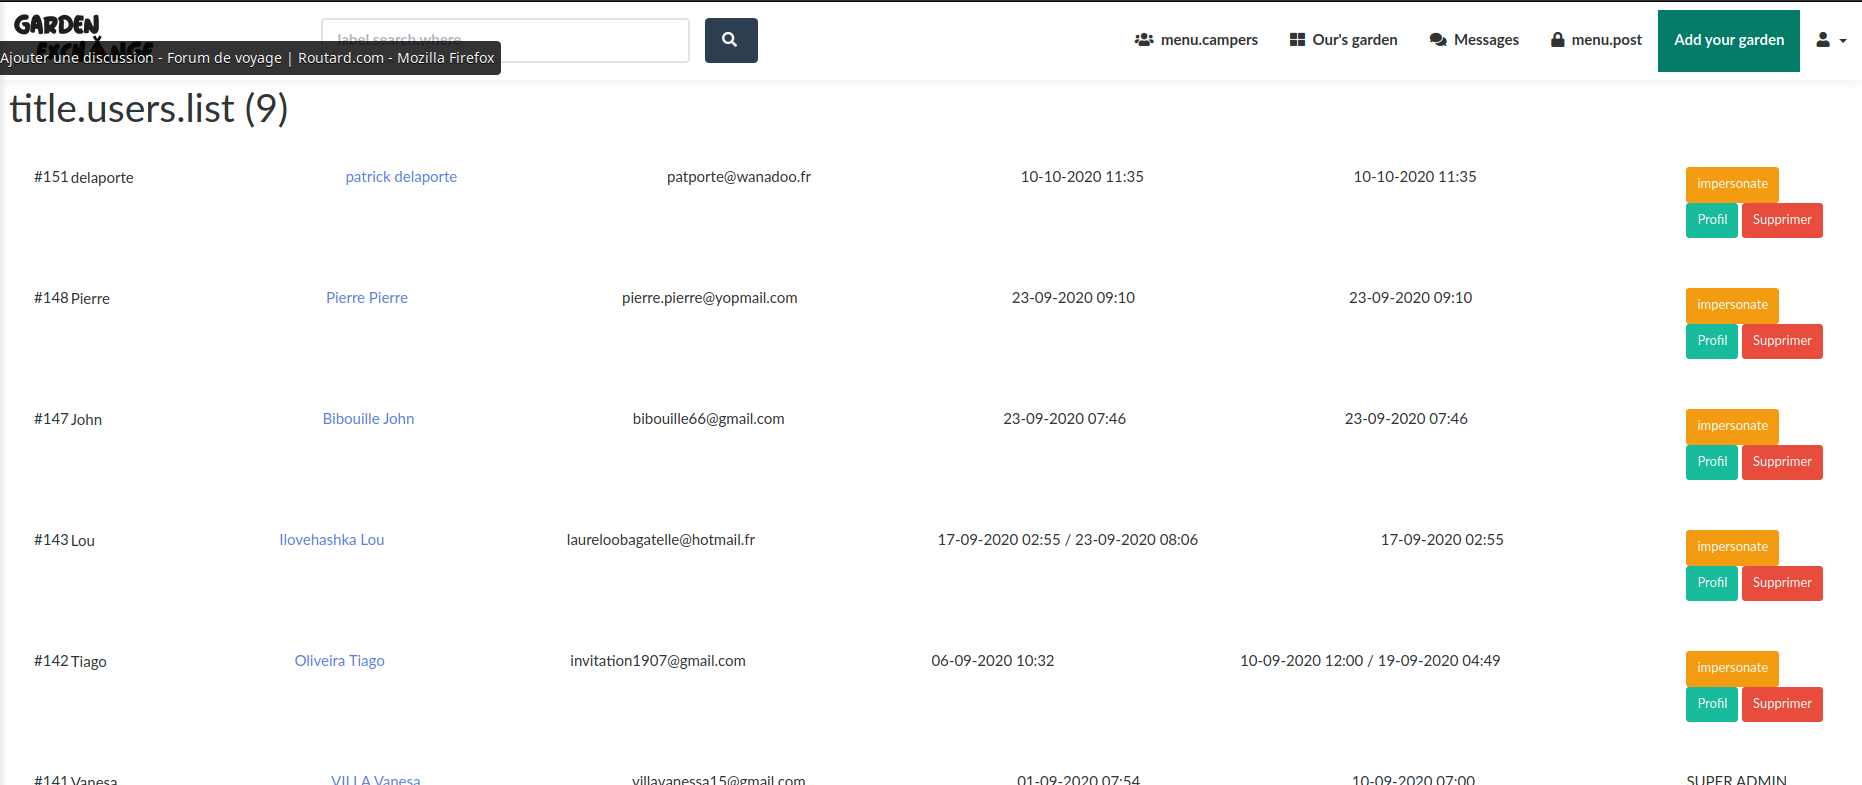 GARDEN
EXCHANGE
label.search.where
menu.campers Our's garden Messages menu.post Add your garden
Ajouter une discussion - Forum de voyage | Routard.com - Mozilla Firefox
title.users.list (9)
#151 delaporte patrick delaporte patporte@wanadoo.fr 10-10-2020 11:35 10-10-2020 11:35 impersonate
Profil Supprimer
#148 Pierre Pierre Pierre pierre.pierre@yopmail.com 23-09-2020 09:10 23-09-2020 09:10 impersonate
Profil Supprimer
#147 John Bibouille John bibouille66@gmail.com 23-09-2020 07:46 23-09-2020 07:46 impersonate
Profil Supprimer
#143 Lou Ilovehashka Lou laureloobagatelle@hotmail.fr 17-09-2020 02:55 / 23-09-2020 08:06 17-09-2020 02:55 impersonate
Profil Supprimer
#142 Tiago Oliveira Tiago invitation1907@gmail.com 06-09-2020 10:32 10-09-2020 12:00 / 19-09-2020 04:49 impersonate
Profil Supprimer
#141 Vanesa VILLA Vanesa villavanessa15@gmail.com 01-09-2020 07:54 10-09-2020 07:00 SUPER ADMIN